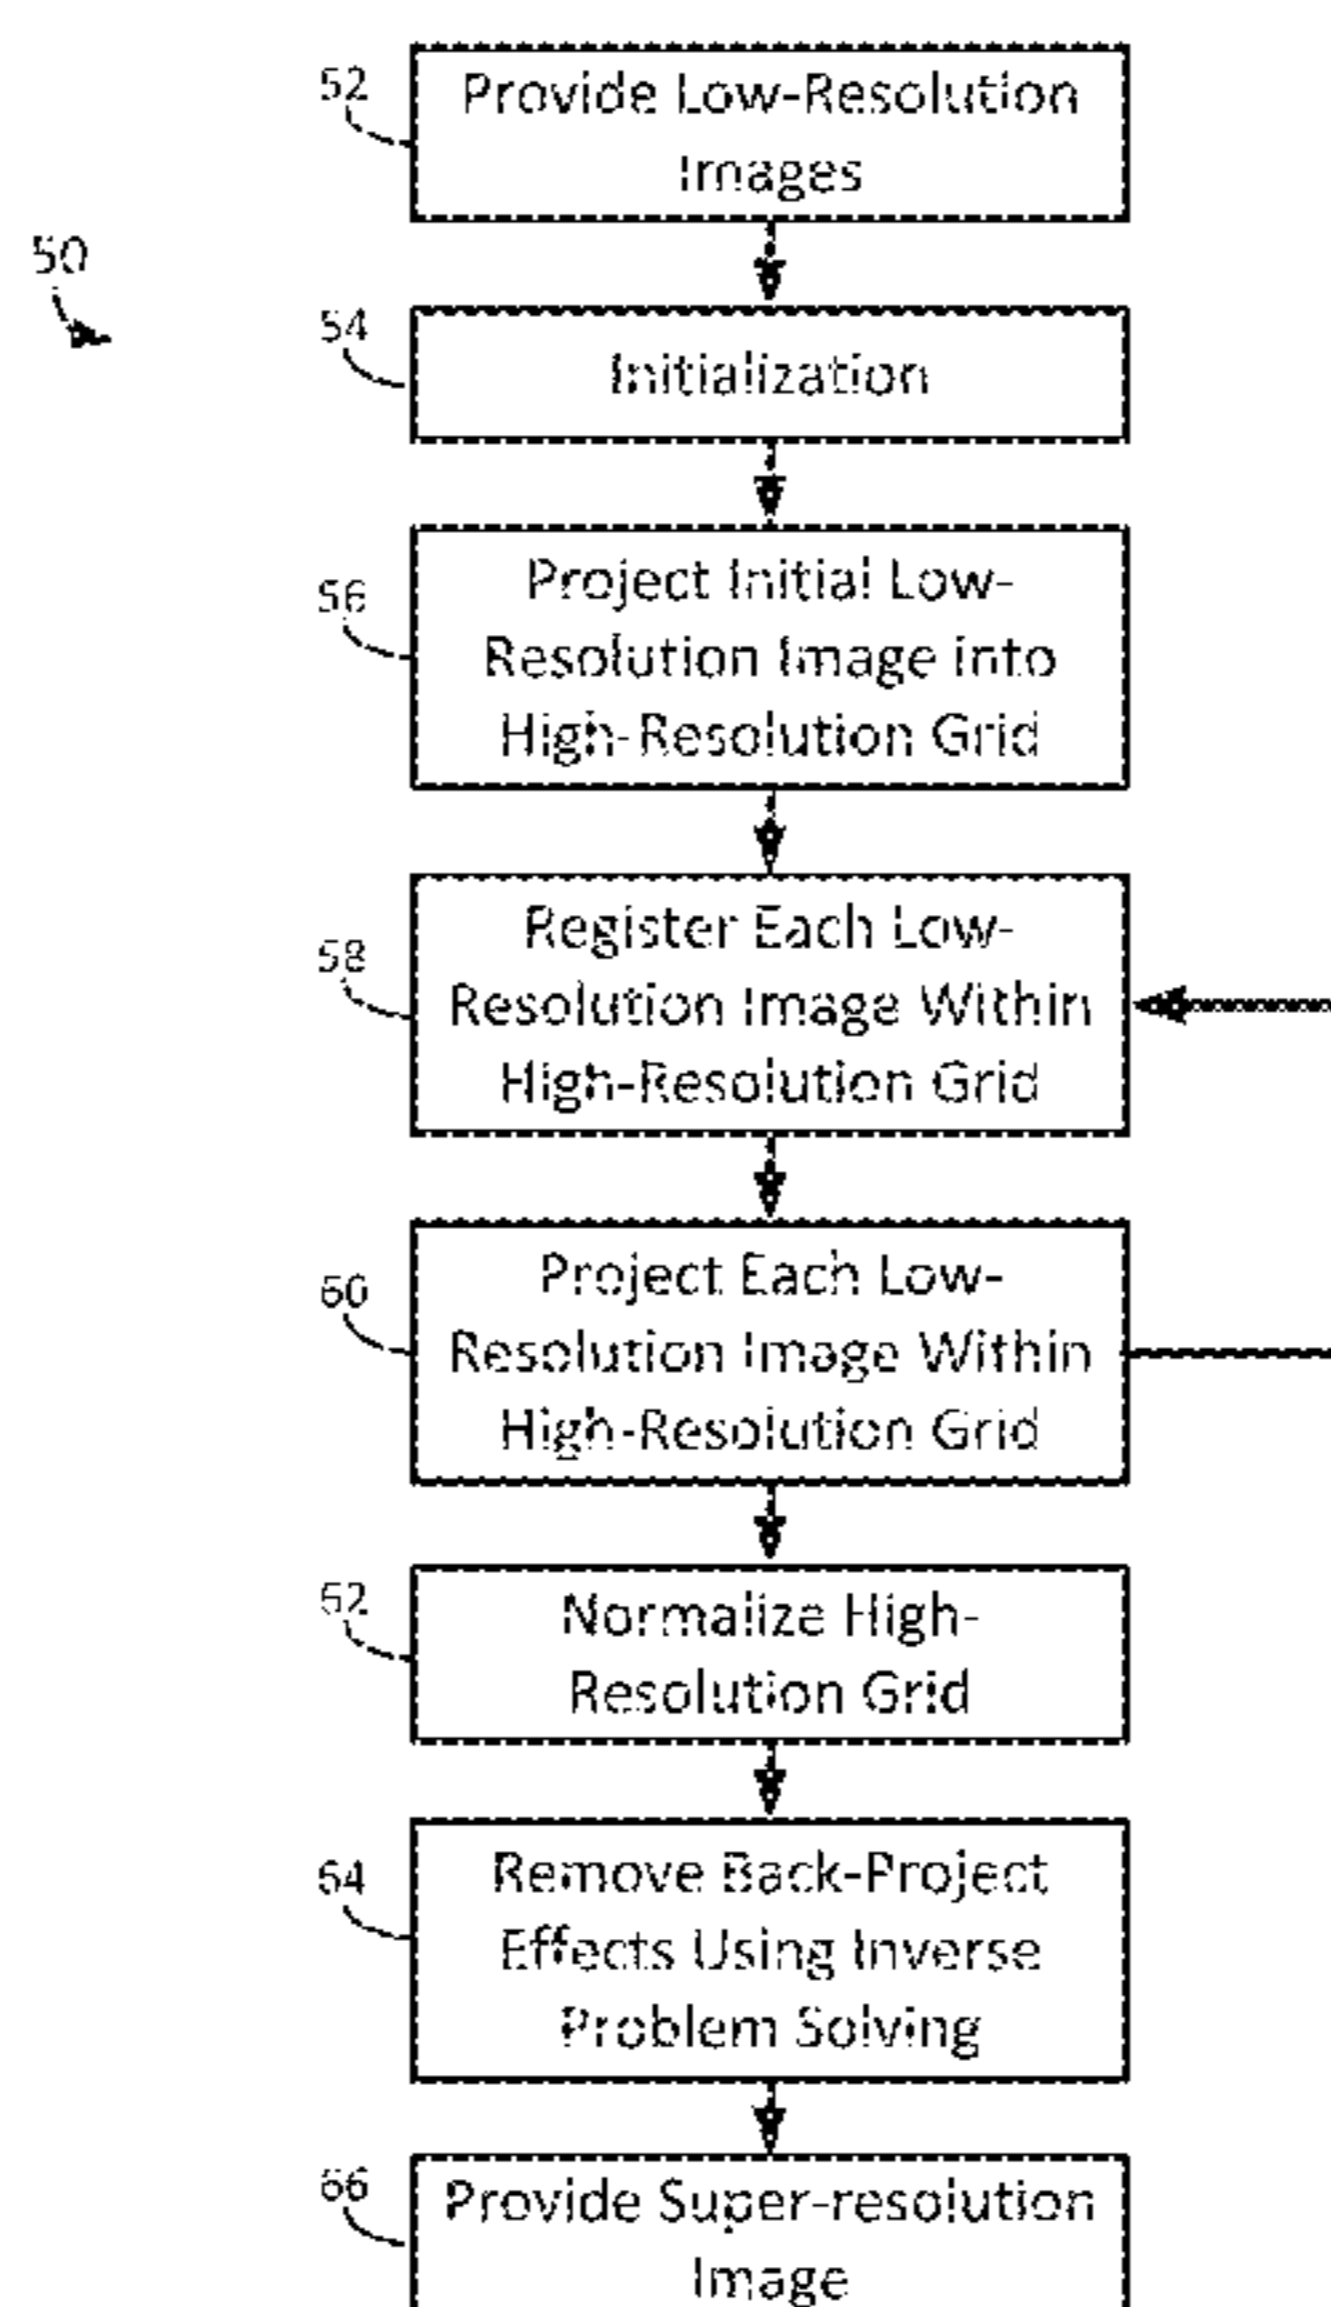 52
Provide Low-Resolution
Images
50
54
Initialization
56
Project Initial Low-
Resolution Image into
High-Resolution Grid
58
Register Each Low-
Resolution Image Within
High-Resolution Grid
60
Project Each Low-
Resolution Image Within
High-Resolution Grid
62
Normalize High-
Resolution Grid
64
Remove Back-Project
Effects Using Inverse
Problem Solving
66
Provide Super-resolution
Image